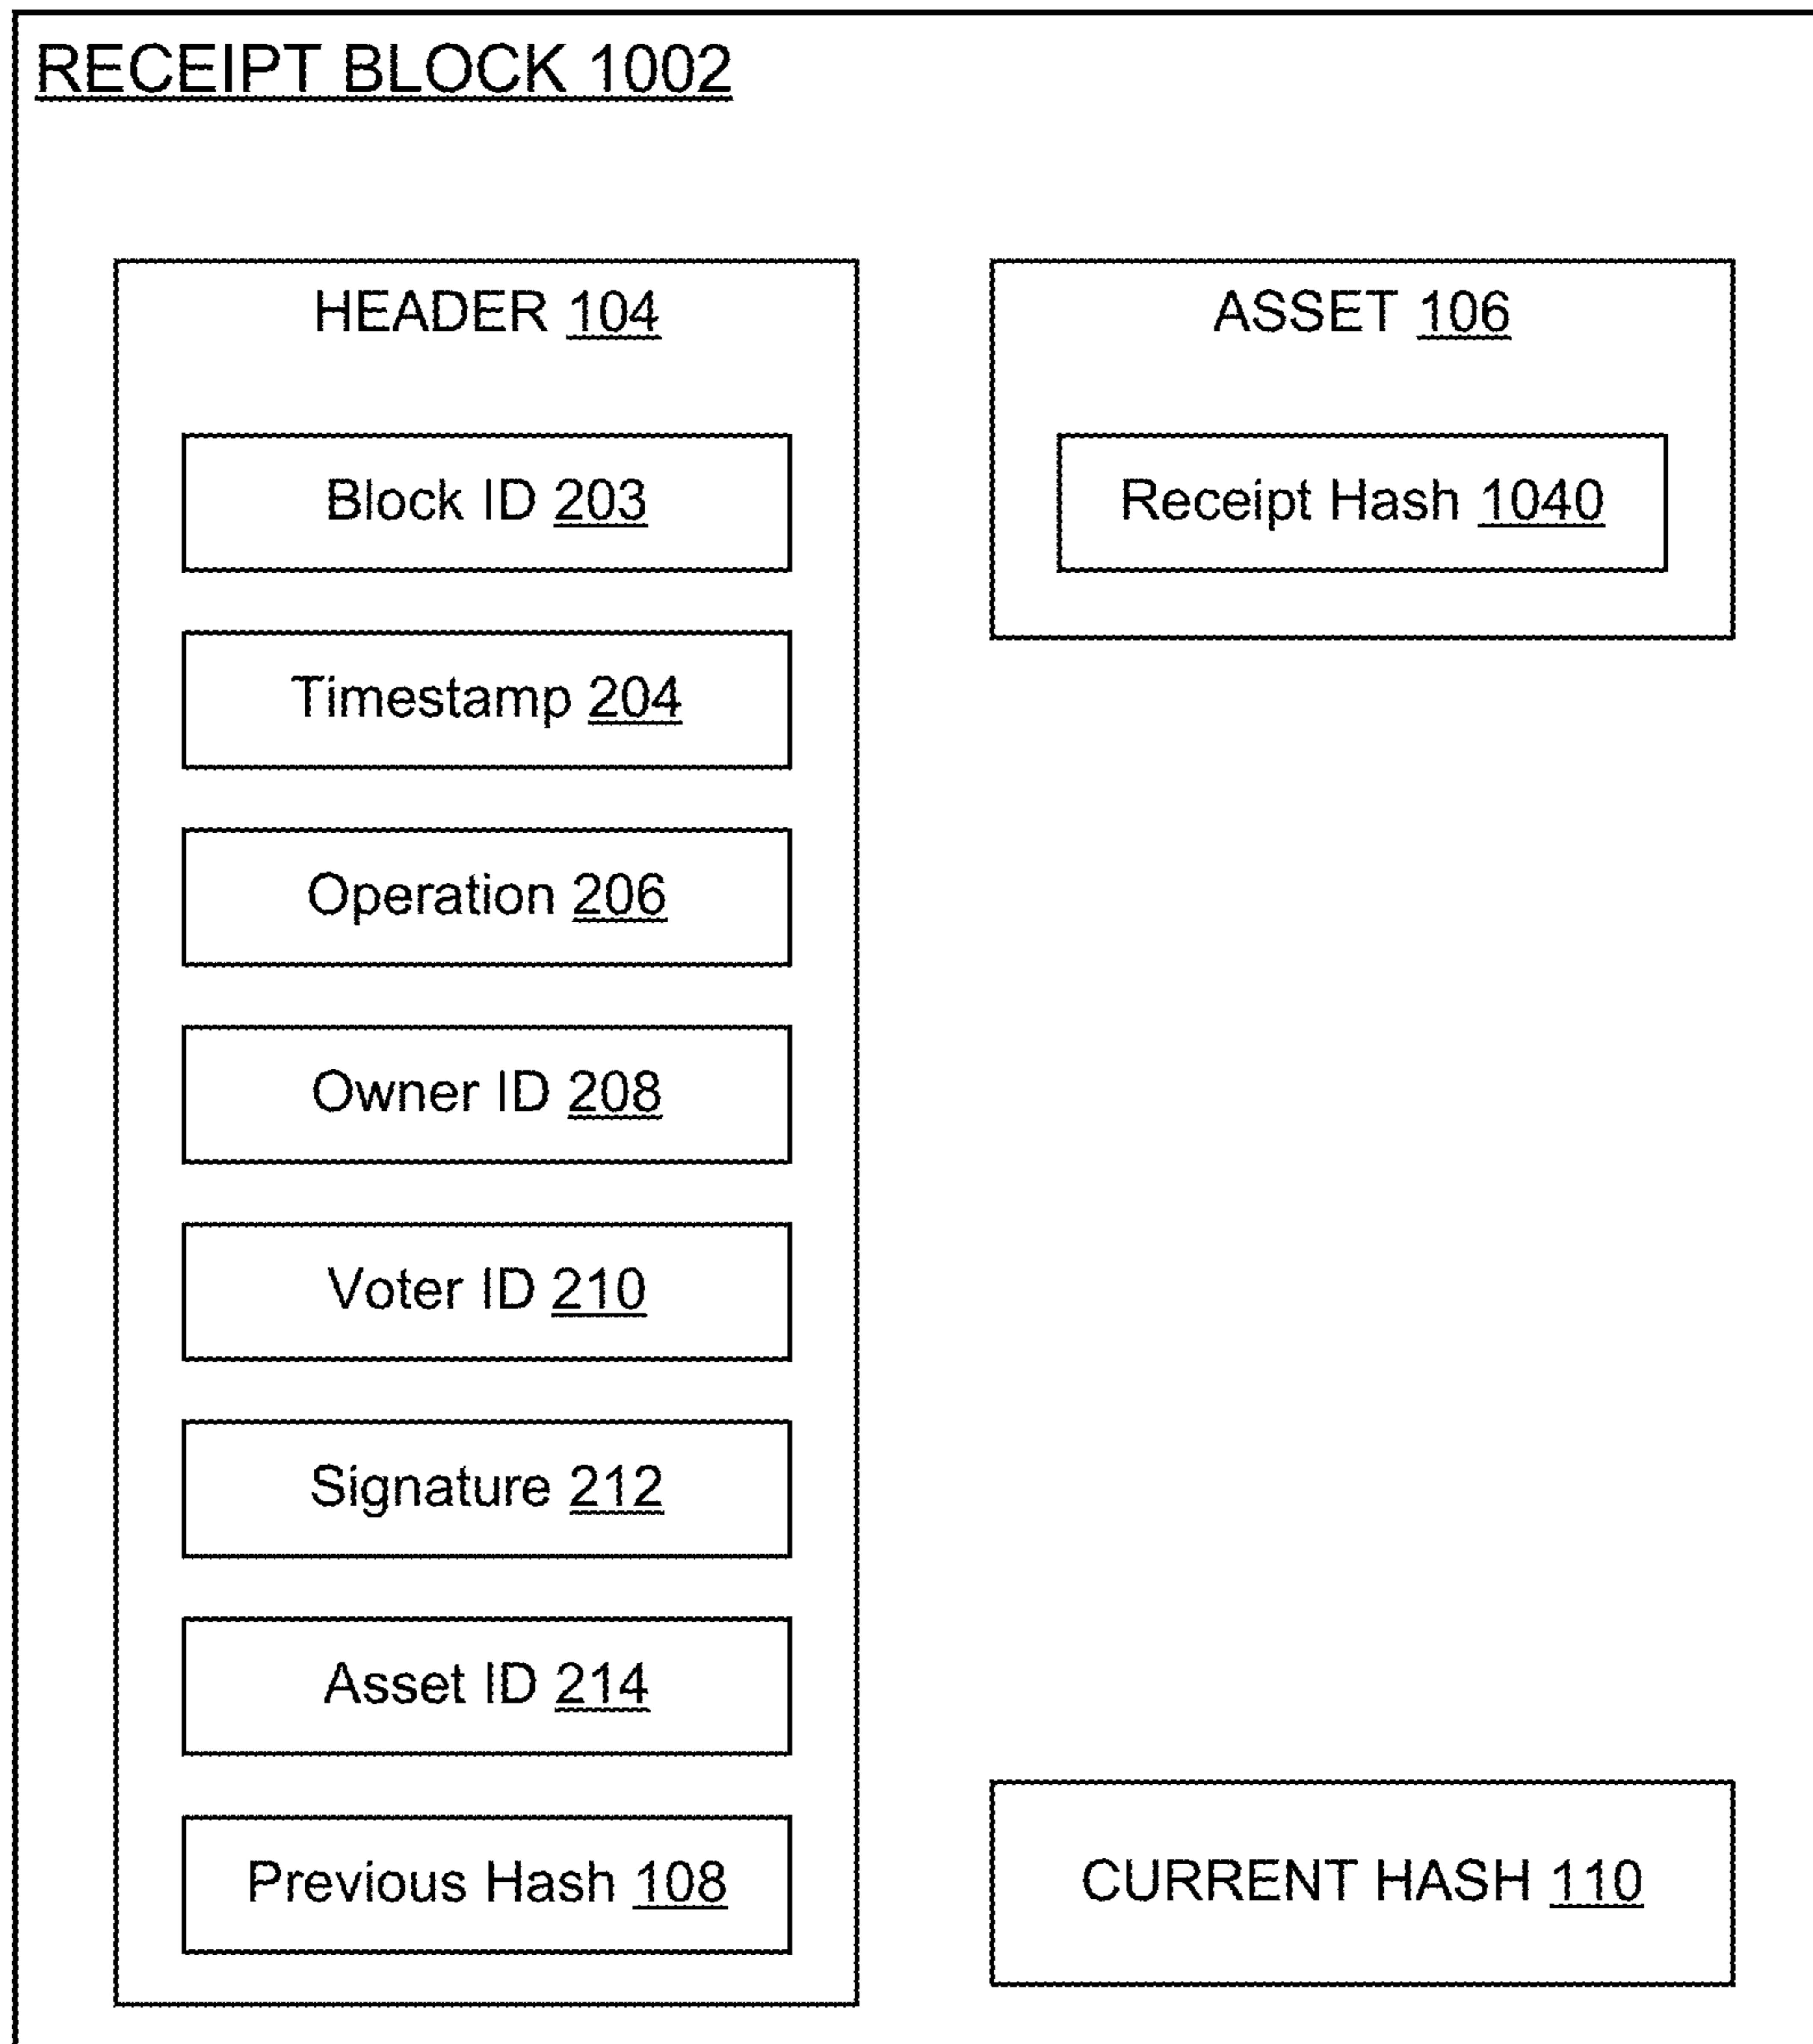 RECEIPT BLOCK 1002
HEADER 104
Block ID 203
Timestamp 204
Operation 206
Owner ID 208
Voter ID 210
Signature 212
Asset ID 214
Previous Hash 108
ASSET 106
Receipt Hash 1040
CURRENT HASH 110